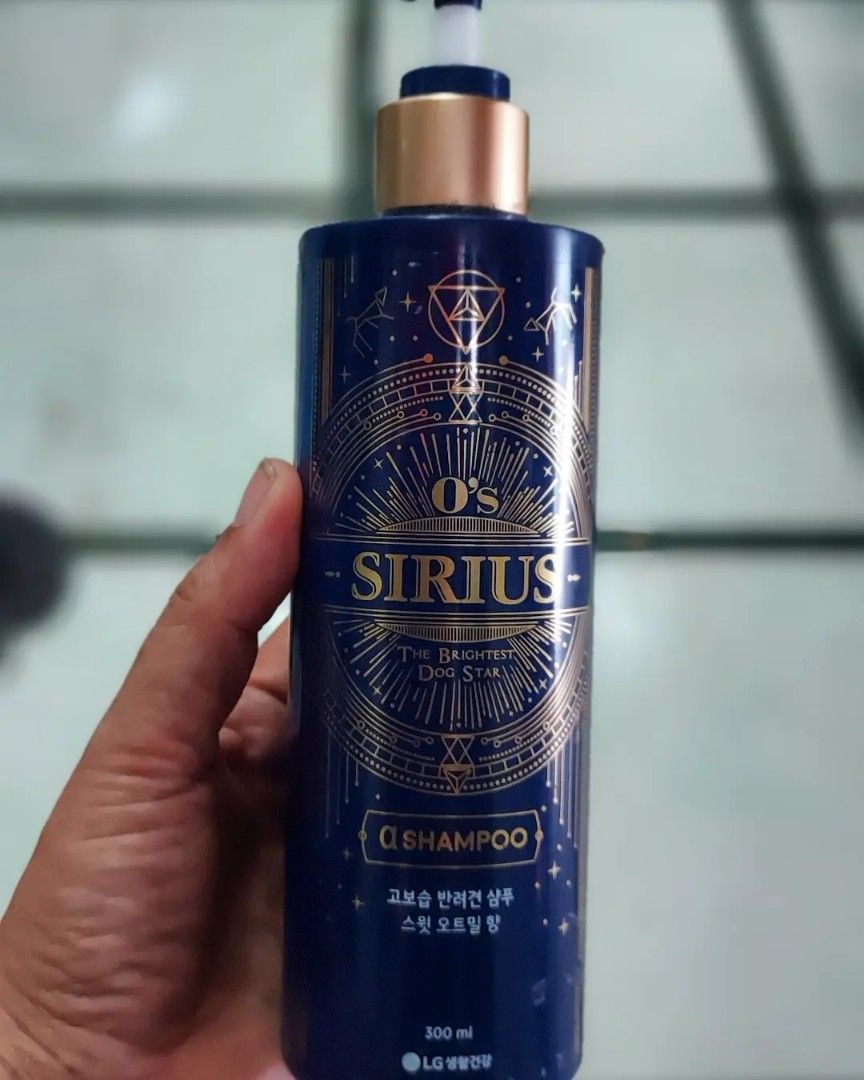 O's
SIRIUS
The Brightest
Dog Star
α SHAMPOO
고보습 반려견 샴푸
스윗 오트밀 향
300 ml
LG생활건강